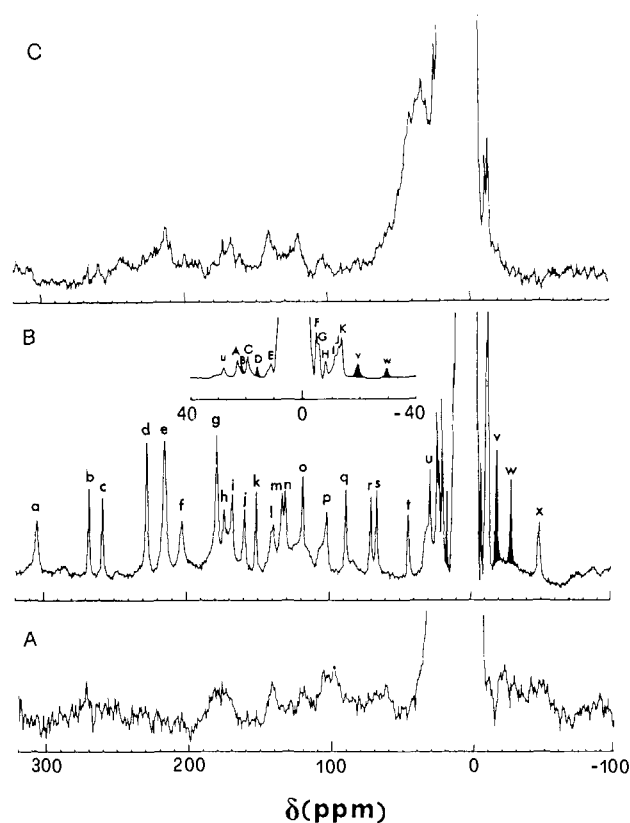 C
B
F
K
G
J
u A C B D E H I v w
40 0 -40
g
d e
b
c
a
f
h i
j k
l m n
o
p
q
r s
t
u
v
w
x
A
300 200 100 0 -100
δ(ppm)